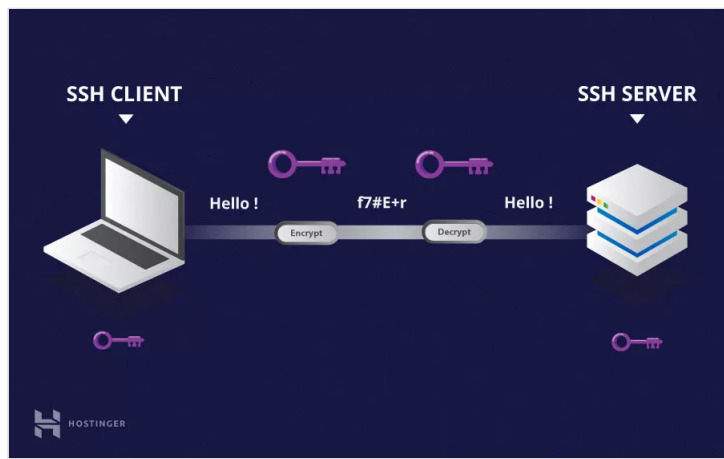 SSH CLIENT
SSH SERVER
Hello !
f7#E+r
Hello !
Encrypt
Decrypt
HOSTINGER